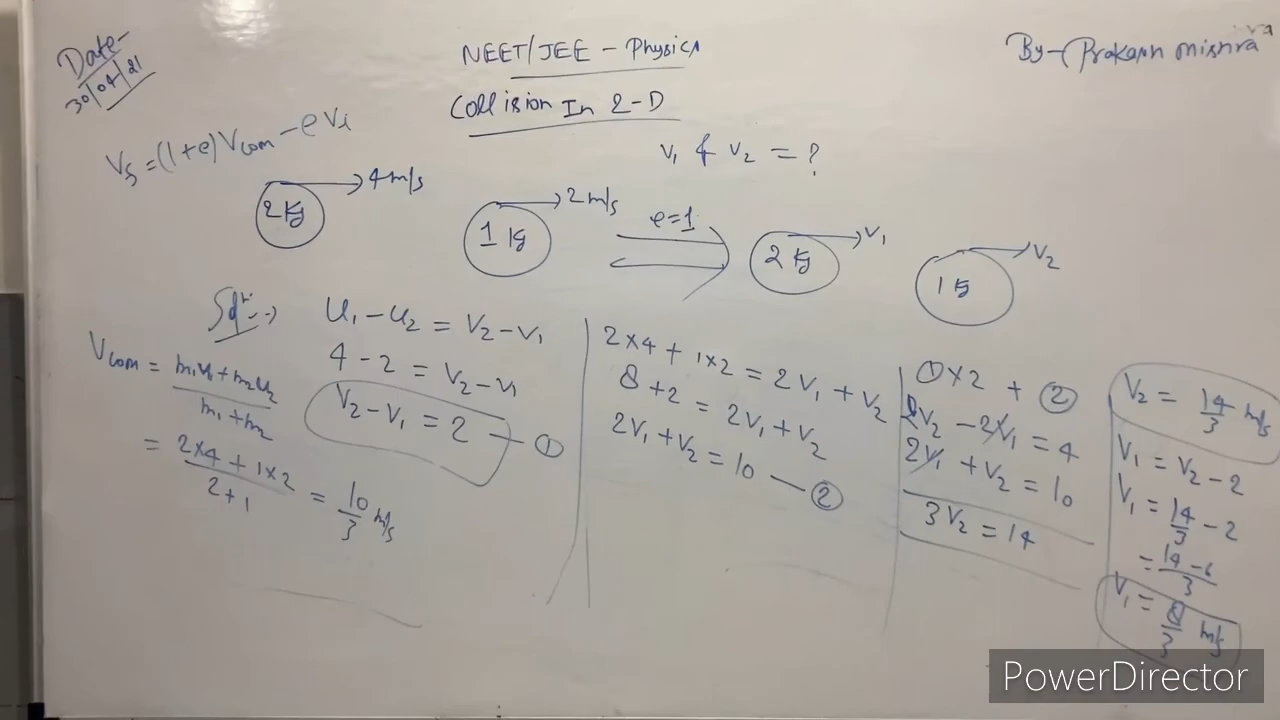 Date-
30/04/21
NEET/JEE - Physics
Collision In 2-D
By- Prakash mishra
Vf = (1+e)Vcom - eVi
V1 & V2 = ?
2 Kg
4 m/s
1 Kg
2 m/s
e=1
2 Kg
V1
1 Kg
V2
Solⁿ:→
Vcom = m1u1 + m2u2 / m1 + m2
= 2×4 + 1×2 / 2+1 = 10/3 m/s
U1 - U2 = V2 - V1
4 - 2 = V2 - V1
V2 - V1 = 2 — ①
2×4 + 1×2 = 2V1 + V2
8 + 2 = 2V1 + V2
2V1 + V2 = 10 — ②
①×2 + ②
2V2 - 2V1 = 4
2V1 + V2 = 10
3V2 = 14
V2 = 14/3 m/s
V1 = V2 - 2
V1 = 14/3 - 2
= 14-6/3
V1 = 8/3 m/s
PowerDirector